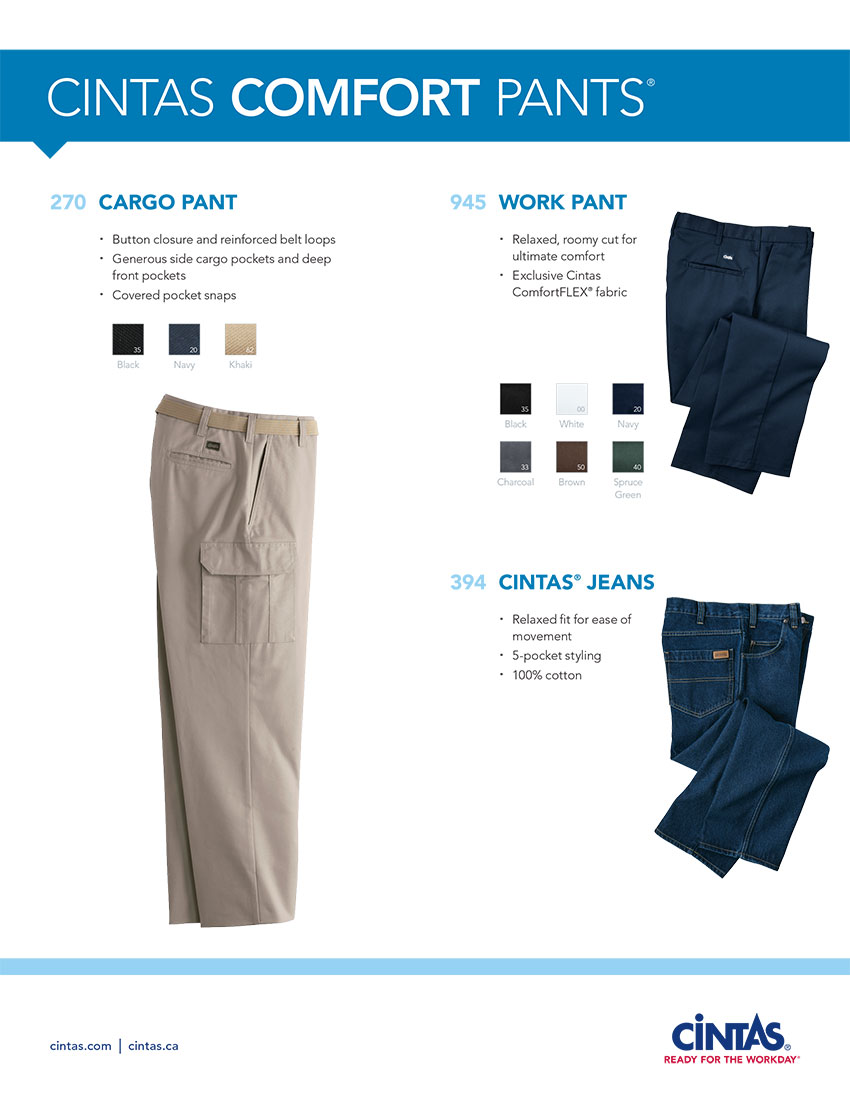 CINTAS COMFORT PANTS®
270 CARGO PANT
· Button closure and reinforced belt loops
· Generous side cargo pockets and deep
front pockets
· Covered pocket snaps
35 20 62
Black Navy Khaki
945 WORK PANT
· Relaxed, roomy cut for
ultimate comfort
· Exclusive Cintas
ComfortFLEX® fabric
Cintas
35 00 20
Black White Navy
33 50 40
Charcoal Brown Spruce
Green
394 CINTAS® JEANS
· Relaxed fit for ease of
movement
· 5-pocket styling
· 100% cotton
cintas.com | cintas.ca
CiNTAS®
READY FOR THE WORKDAY®